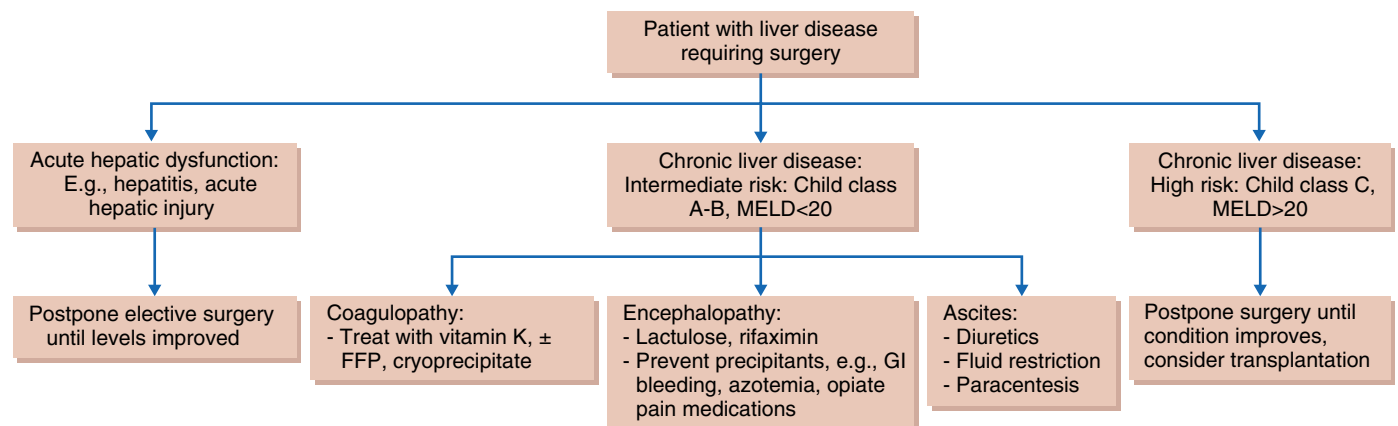 Patient with liver disease
requiring surgery
Acute hepatic dysfunction:
E.g., hepatitis, acute
hepatic injury
Chronic liver disease:
Intermediate risk: Child class
A-B, MELD<20
Chronic liver disease:
High risk: Child class C,
MELD>20
Postpone elective surgery
until levels improved
Coagulopathy:
- Treat with vitamin K, ±
FFP, cryoprecipitate
Encephalopathy:
- Lactulose, rifaximin
- Prevent precipitants, e.g., GI
bleeding, azotemia, opiate
pain medications
Ascites:
- Diuretics
- Fluid restriction
- Paracentesis
Postpone surgery until
condition improves,
consider transplantation